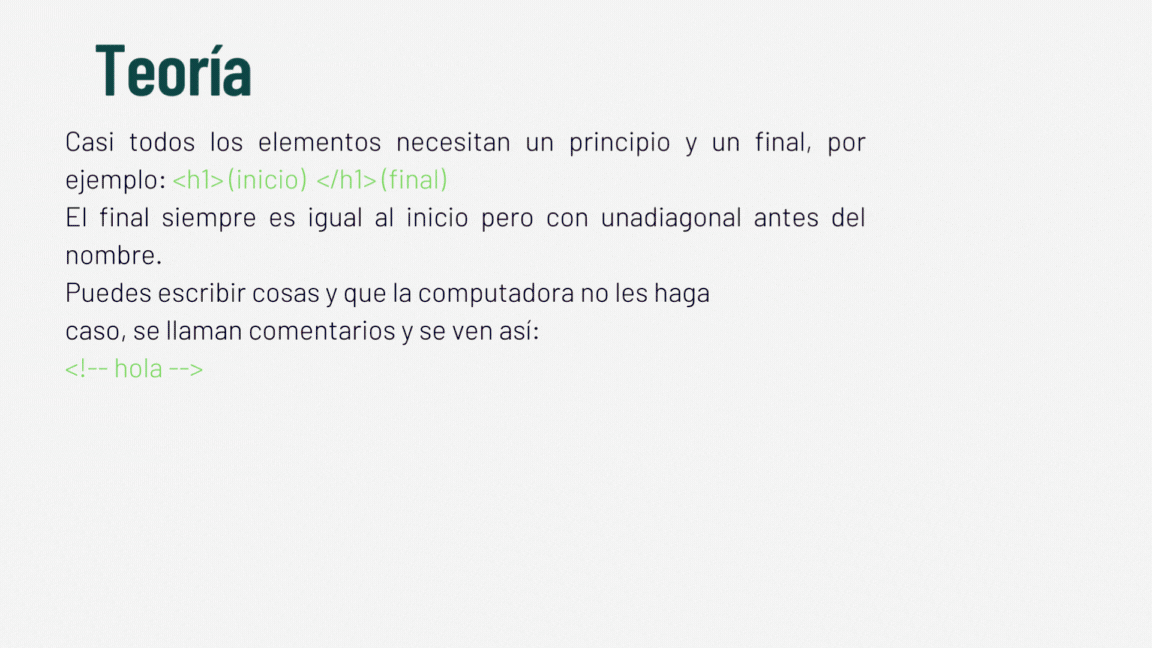 Teoría
Casi todos los elementos necesitan un principio y un final, por
ejemplo: <h1> (inicio) </h1> (final)
El final siempre es igual al inicio pero con unadiagonal antes del
nombre.
Puedes escribir cosas y que la computadora no les haga
caso, se llaman comentarios y se ven así:
<!-- hola -->